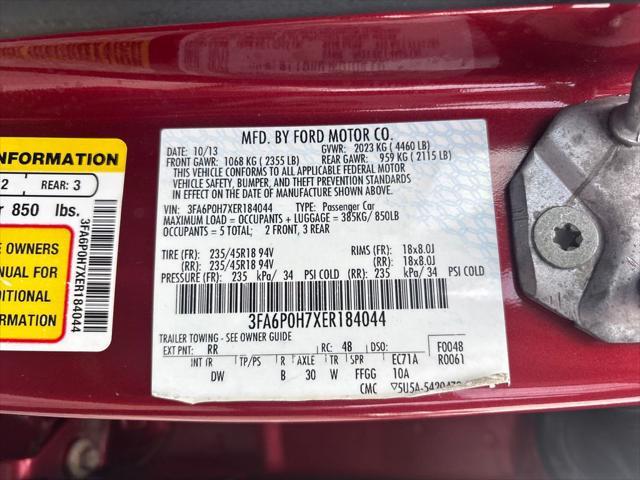 NFORMATION
2 REAR: 3
r 850 lbs.
E OWNERS
NUAL FOR
DITIONAL
ORMATION
3FA6P0H7XER184044
MFD. BY FORD MOTOR CO.
DATE: 10/13 GVWR: 2023 KG ( 4460 LB)
FRONT GAWR: 1068 KG ( 2355 LB) REAR GAWR: 959 KG ( 2115 LB)
THIS VEHICLE CONFORMS TO ALL APPLICABLE FEDERAL MOTOR
VEHICLE SAFETY, BUMPER, AND THEFT PREVENTION STANDARDS
IN EFFECT ON THE DATE OF MANUFACTURE SHOWN ABOVE.
VIN: 3FA6P0H7XER184044 TYPE: Passenger Car
MAXIMUM LOAD = OCCUPANTS + LUGGAGE = 385KG/ 850LB
OCCUPANTS = 5 TOTAL; 2 FRONT, 3 REAR
TIRE (FR): 235/45R18 94V RIMS (FR): 18x8.0J
(RR): 235/45R18 94V (RR): 18x8.0J
PRESSURE (FR): 235 kPa/ 34 PSI COLD (RR): 235 kPa/ 34 PSI COLD
3FA6P0H7XER184044
TRAILER TOWING - SEE OWNER GUIDE
EXT PNT: RR RC: 48 DSO: F0048
INT TR TP/PS R AXLE TR SPR EC71A R0061
DW B 30 W FFGG 10A
CMC